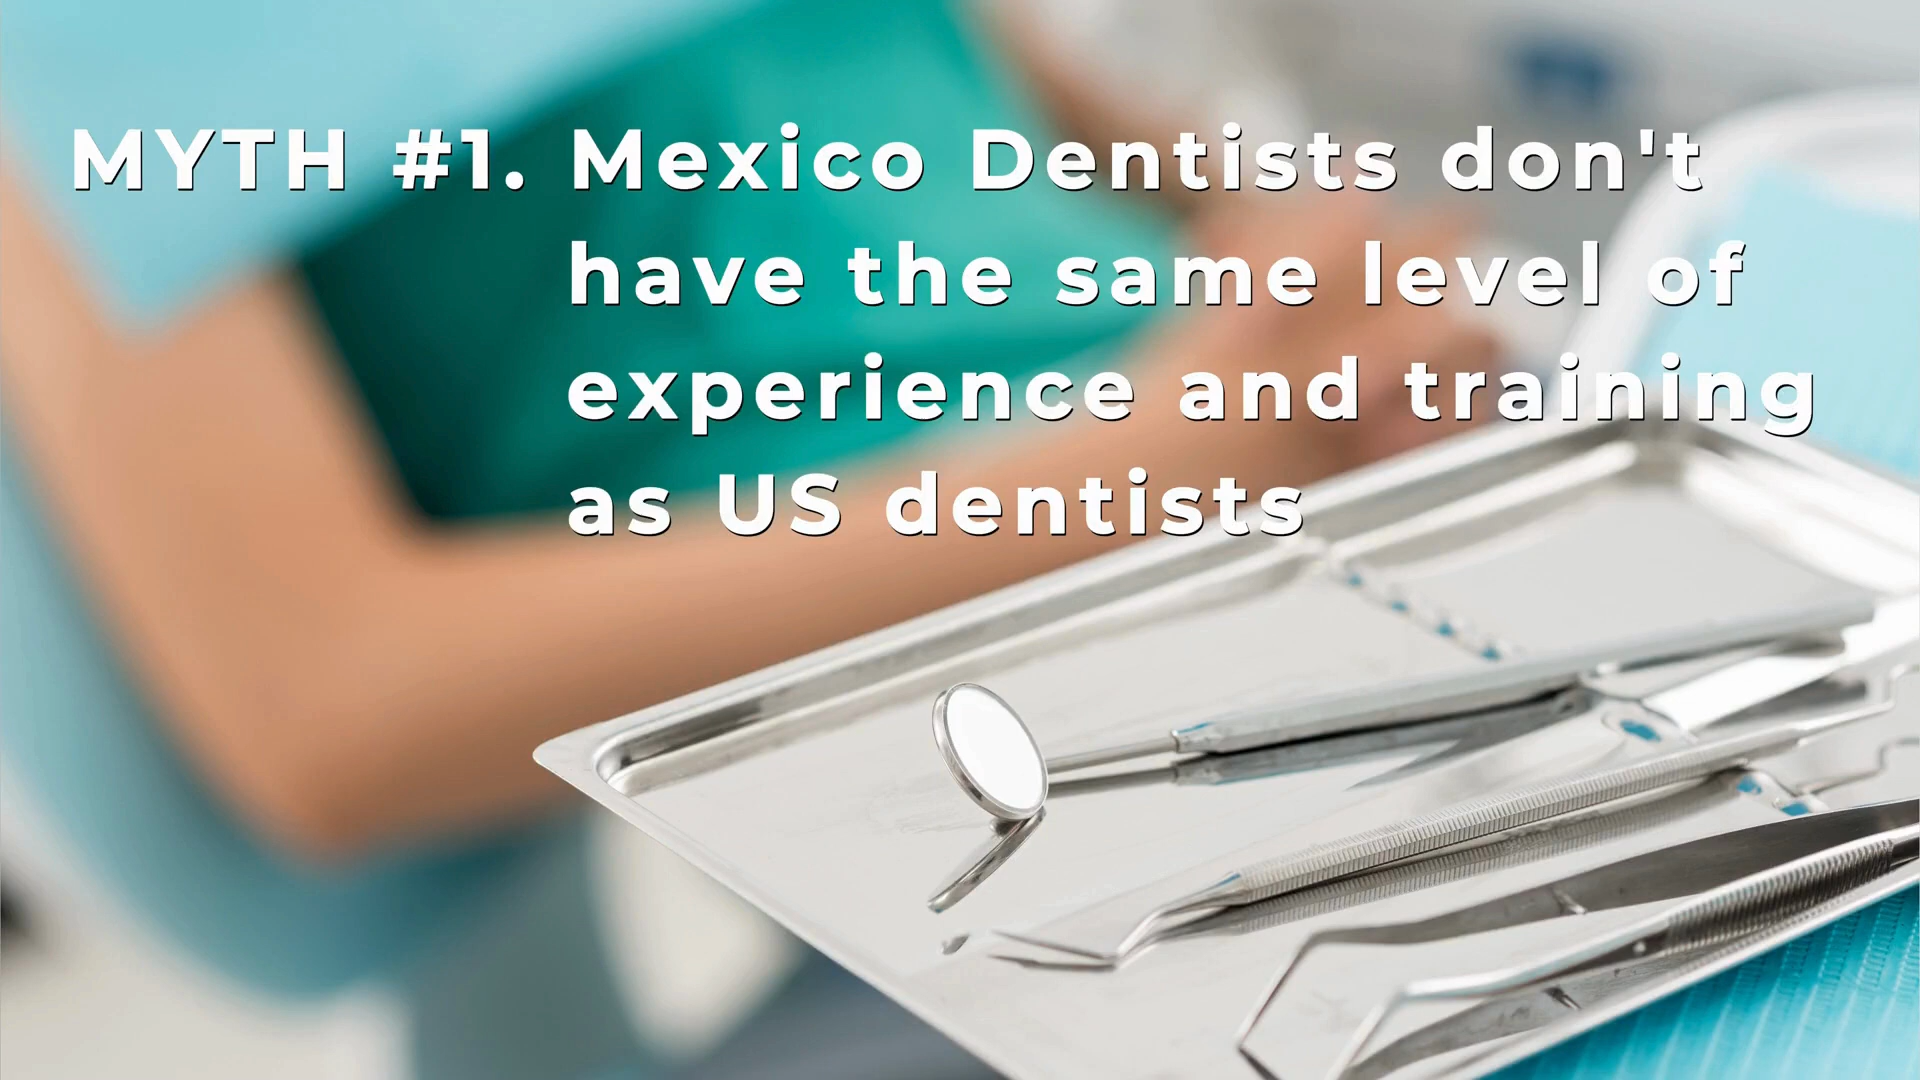 MYTH #1. Mexico Dentists don't
have the same level of
experience and training
as US dentists